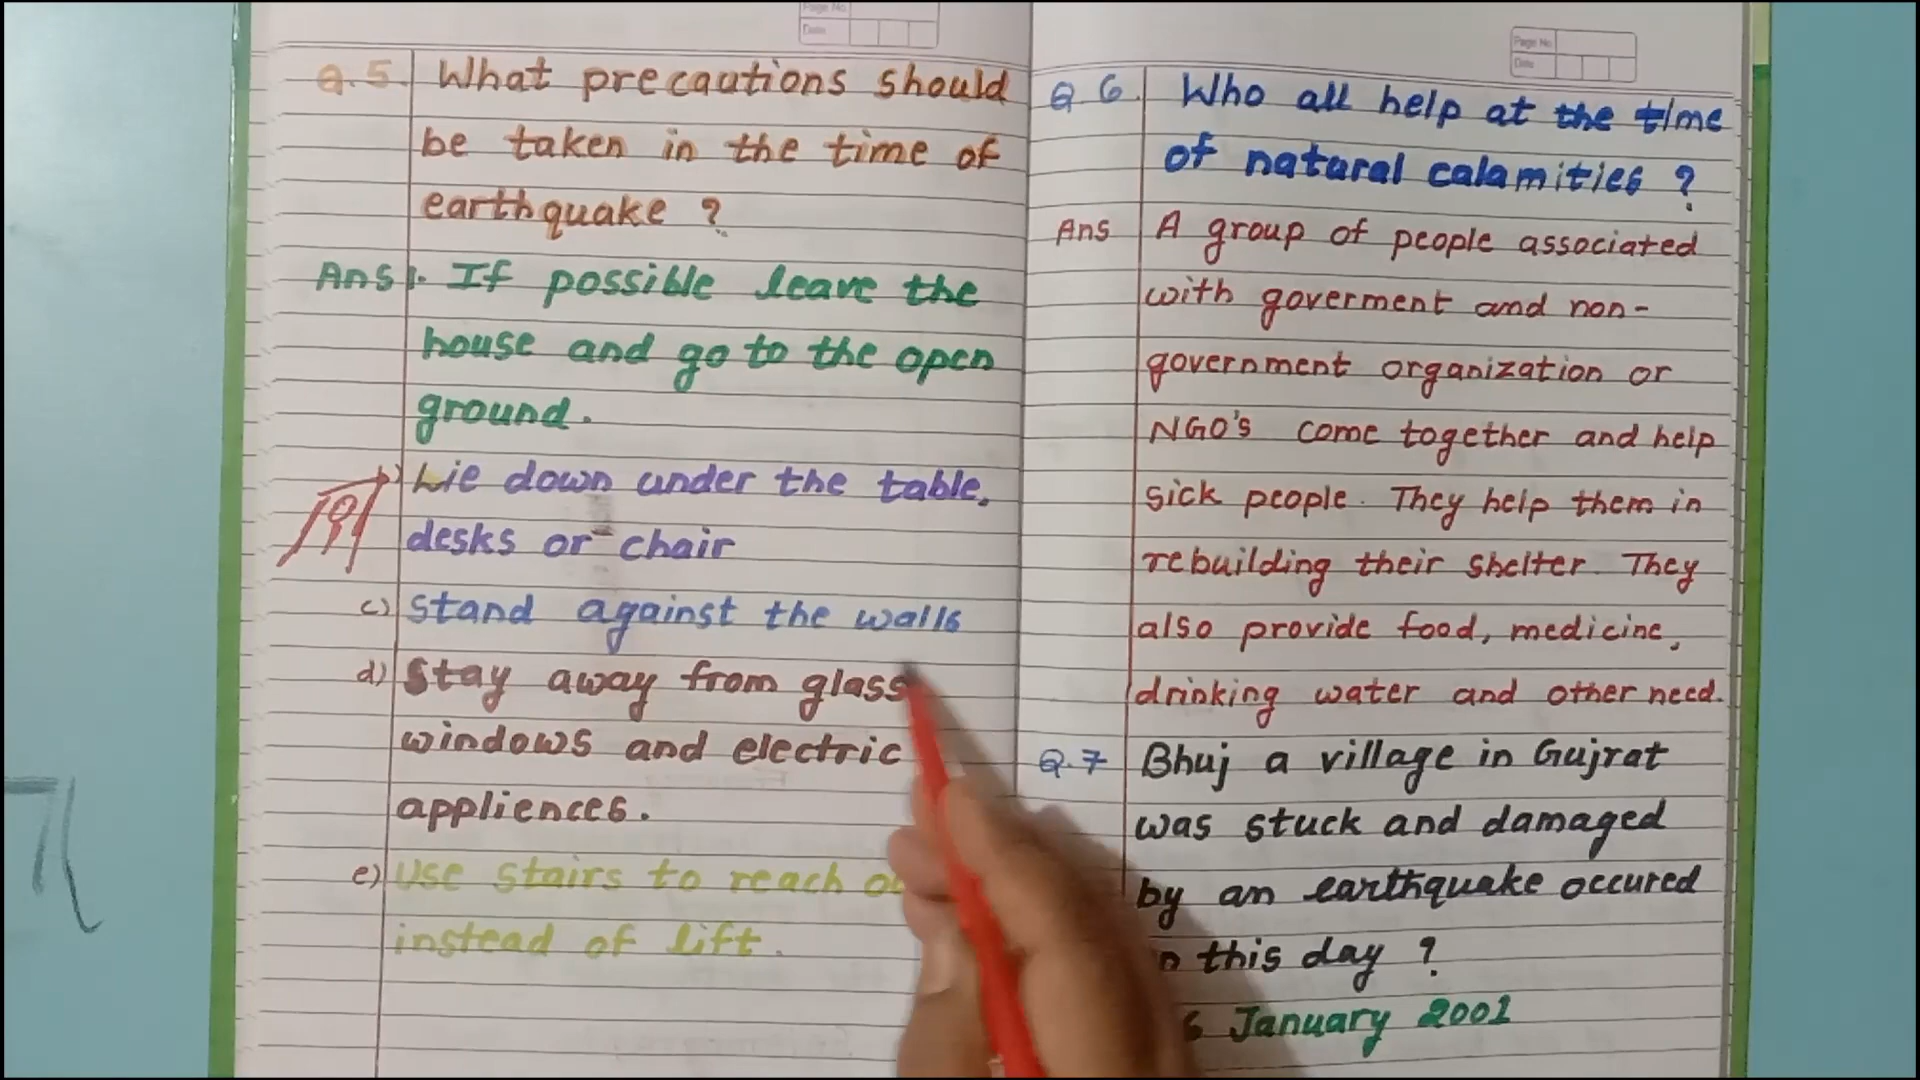 Page No.
Date
Q.5. What precautions should
be taken in the time of
earthquake ?
Ans 1. If possible leave the
house and go to the open
ground.
b) Lie down under the table,
desks or chair
c) stand against the walls
d) Stay away from glass
windows and electric
appliences.
e) Use stairs to reach
instead of lift.
Page No.
Date
Q 6. Who all help at the time
of natural calamities ?
Ans A group of people associated
with goverment and non-
government organization or
NGO's come together and help
sick people. They help them in
rebuilding their shelter. They
also provide food, medicine,
drinking water and other need.
Q.7 Bhuj a village in Gujrat
was stuck and damaged
by an earthquake occured
this day ?
January 2001